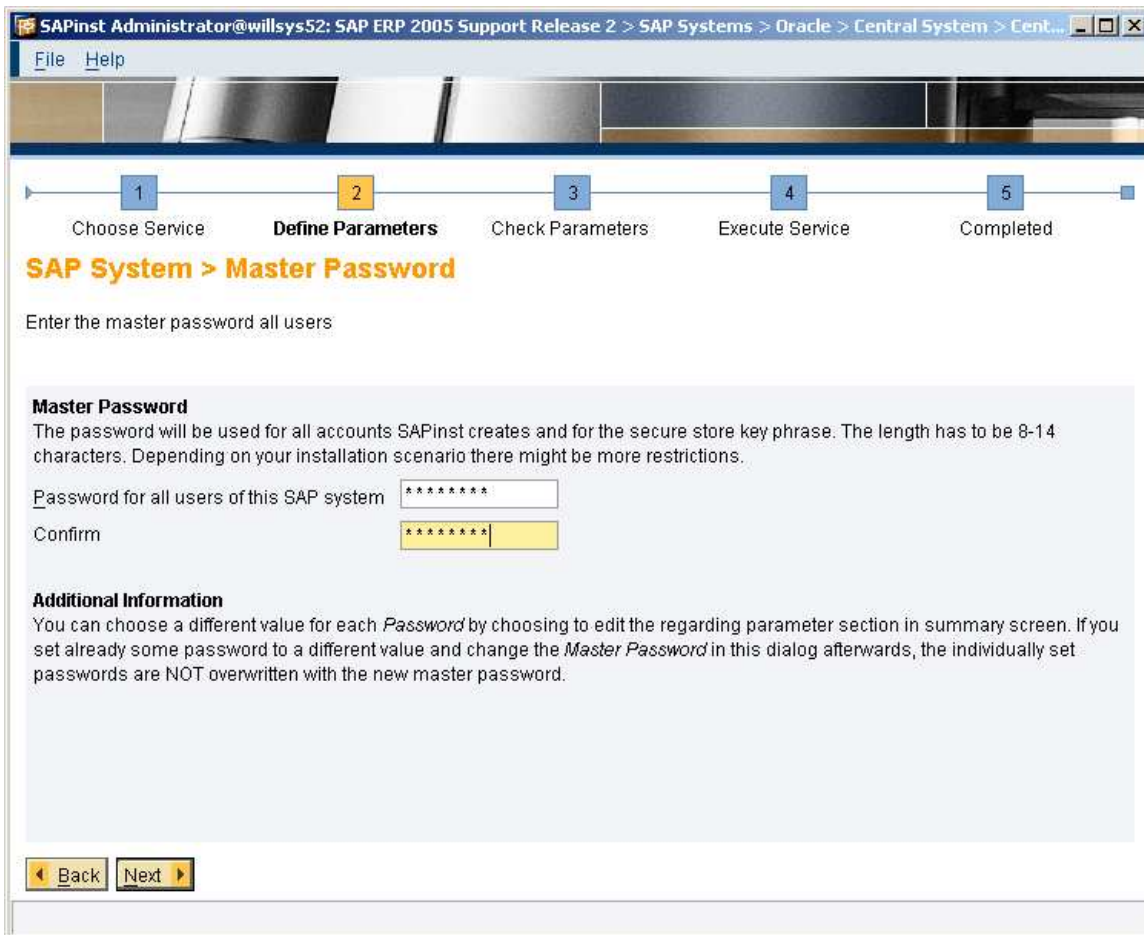 SAPinst Administrator@willsys52: SAP ERP 2005 Support Release 2 > SAP Systems > Oracle > Central System > Cent...
File Help
1 2 3 4 5
Choose Service Define Parameters Check Parameters Execute Service Completed
SAP System > Master Password
Enter the master password all users
Master Password
The password will be used for all accounts SAPinst creates and for the secure store key phrase. The length has to be 8-14
characters. Depending on your installation scenario there might be more restrictions.
Password for all users of this SAP system ********
Confirm ********
Additional Information
You can choose a different value for each Password by choosing to edit the regarding parameter section in summary screen. If you
set already some password to a different value and change the Master Password in this dialog afterwards, the individually set
passwords are NOT overwritten with the new master password.
Back Next